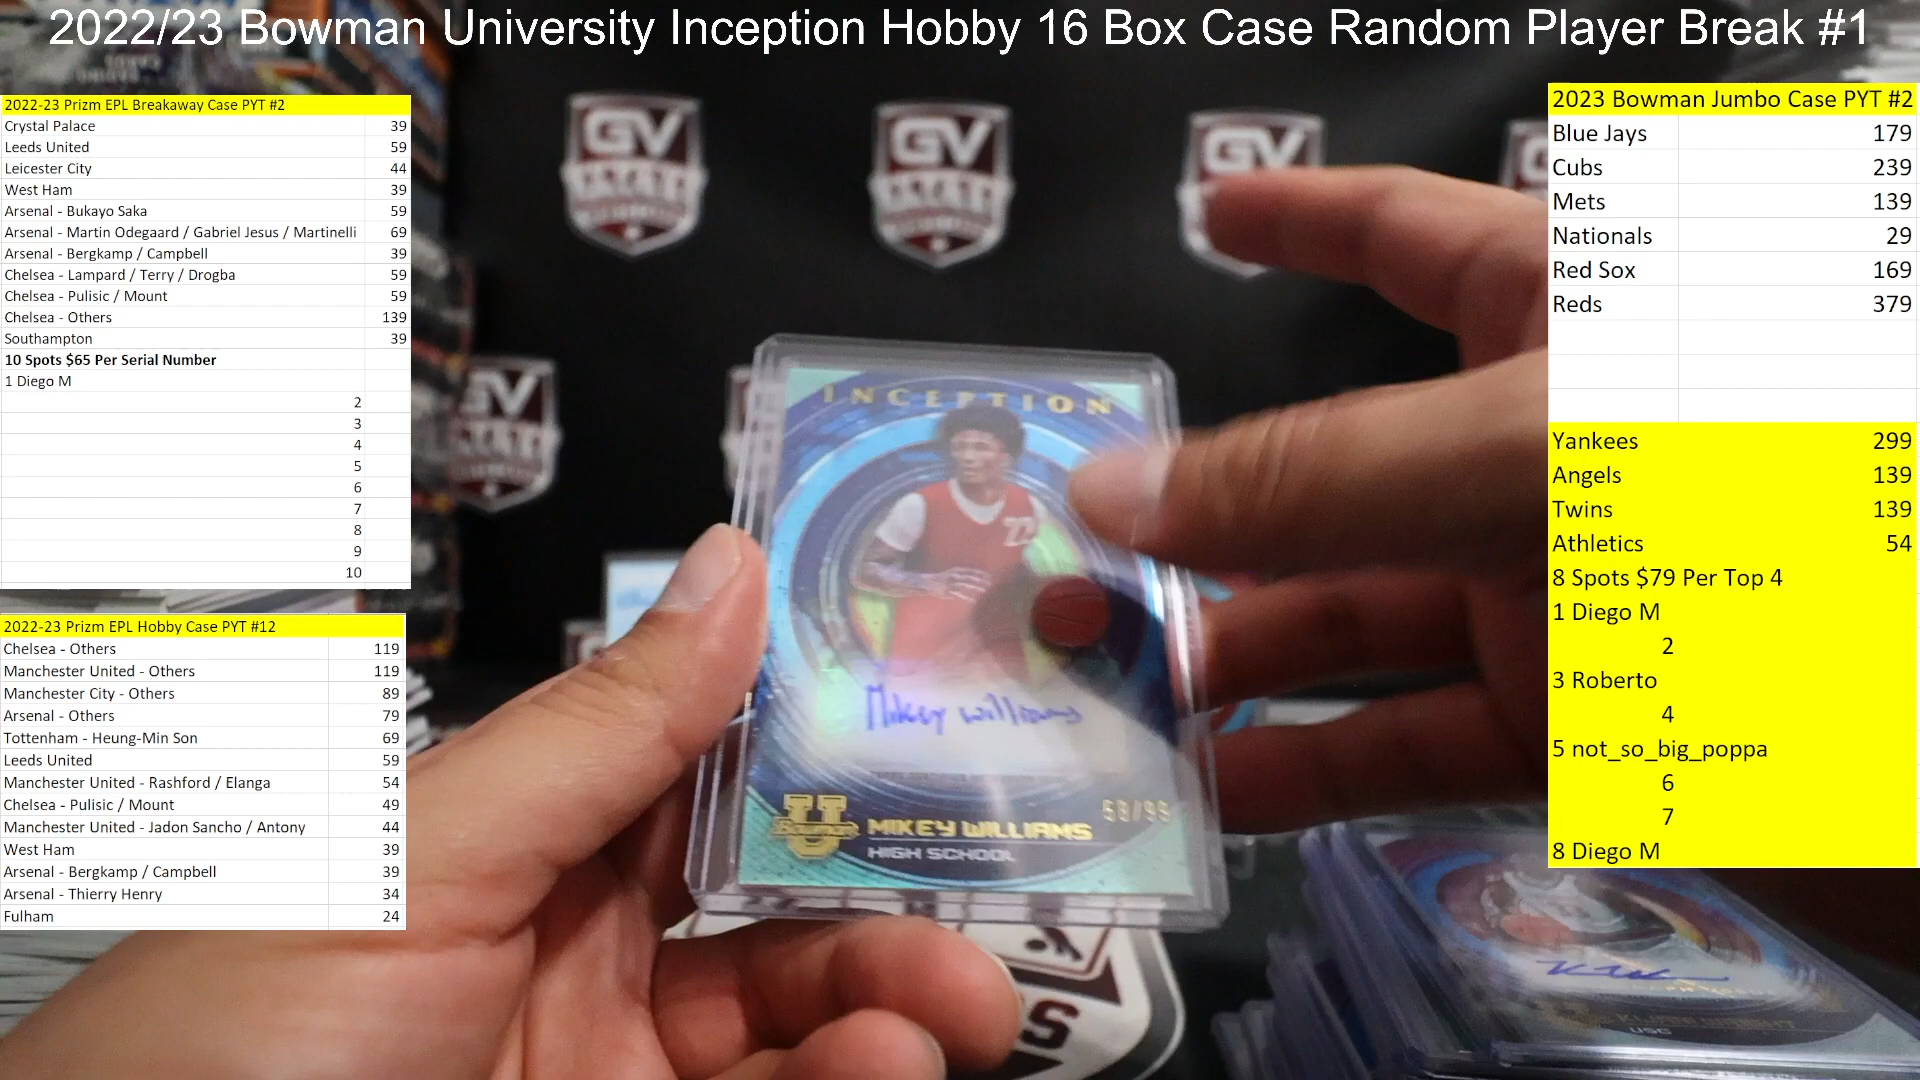 2022/23 Bowman University Inception Hobby 16 Box Case Random Player Break #1
2022-23 Prizm EPL Breakaway Case PYT #2
Crystal Palace 39
Leeds United 59
Leicester City 44
West Ham 39
Arsenal - Bukayo Saka 59
Arsenal - Martin Odegaard / Gabriel Jesus / Martinelli 69
Arsenal - Bergkamp / Campbell 39
Chelsea - Lampard / Terry / Drogba 59
Chelsea - Pulisic / Mount 59
Chelsea - Others 139
Southampton 39
10 Spots $65 Per Serial Number
1 Diego M
2
3
4
5
6
7
8
9
10
2022-23 Prizm EPL Hobby Case PYT #12
Chelsea - Others 119
Manchester United - Others 119
Manchester City - Others 89
Arsenal - Others 79
Tottenham - Heung-Min Son 69
Leeds United 59
Manchester United - Rashford / Elanga 54
Chelsea - Pulisic / Mount 49
Manchester United - Jadon Sancho / Antony 44
West Ham 39
Arsenal - Bergkamp / Campbell 39
Arsenal - Thierry Henry 34
Fulham 24
GV
GV
GV
GV
INCEPTION
22
Mikey Williams
U
Bowman
MIKEY WILLIAMS
HIGH SCHOOL
USC
2023 Bowman Jumbo Case PYT #2
Blue Jays 179
Cubs 239
Mets 139
Nationals 29
Red Sox 169
Reds 379
Yankees 299
Angels 139
Twins 139
Athletics 54
8 Spots $79 Per Top 4
1 Diego M
2
3 Roberto
4
5 not_so_big_poppa
6
7
8 Diego M